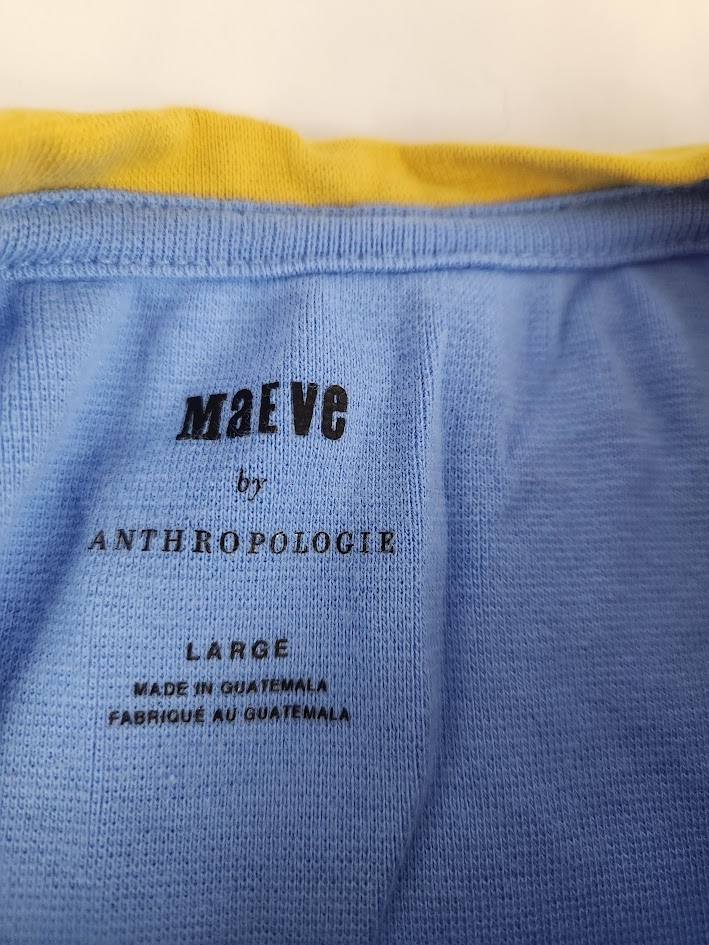 MaEVe
by
ANTHROPOLOGIE
LARGE
MADE IN GUATEMALA
FABRIQUÉ AU GUATEMALA